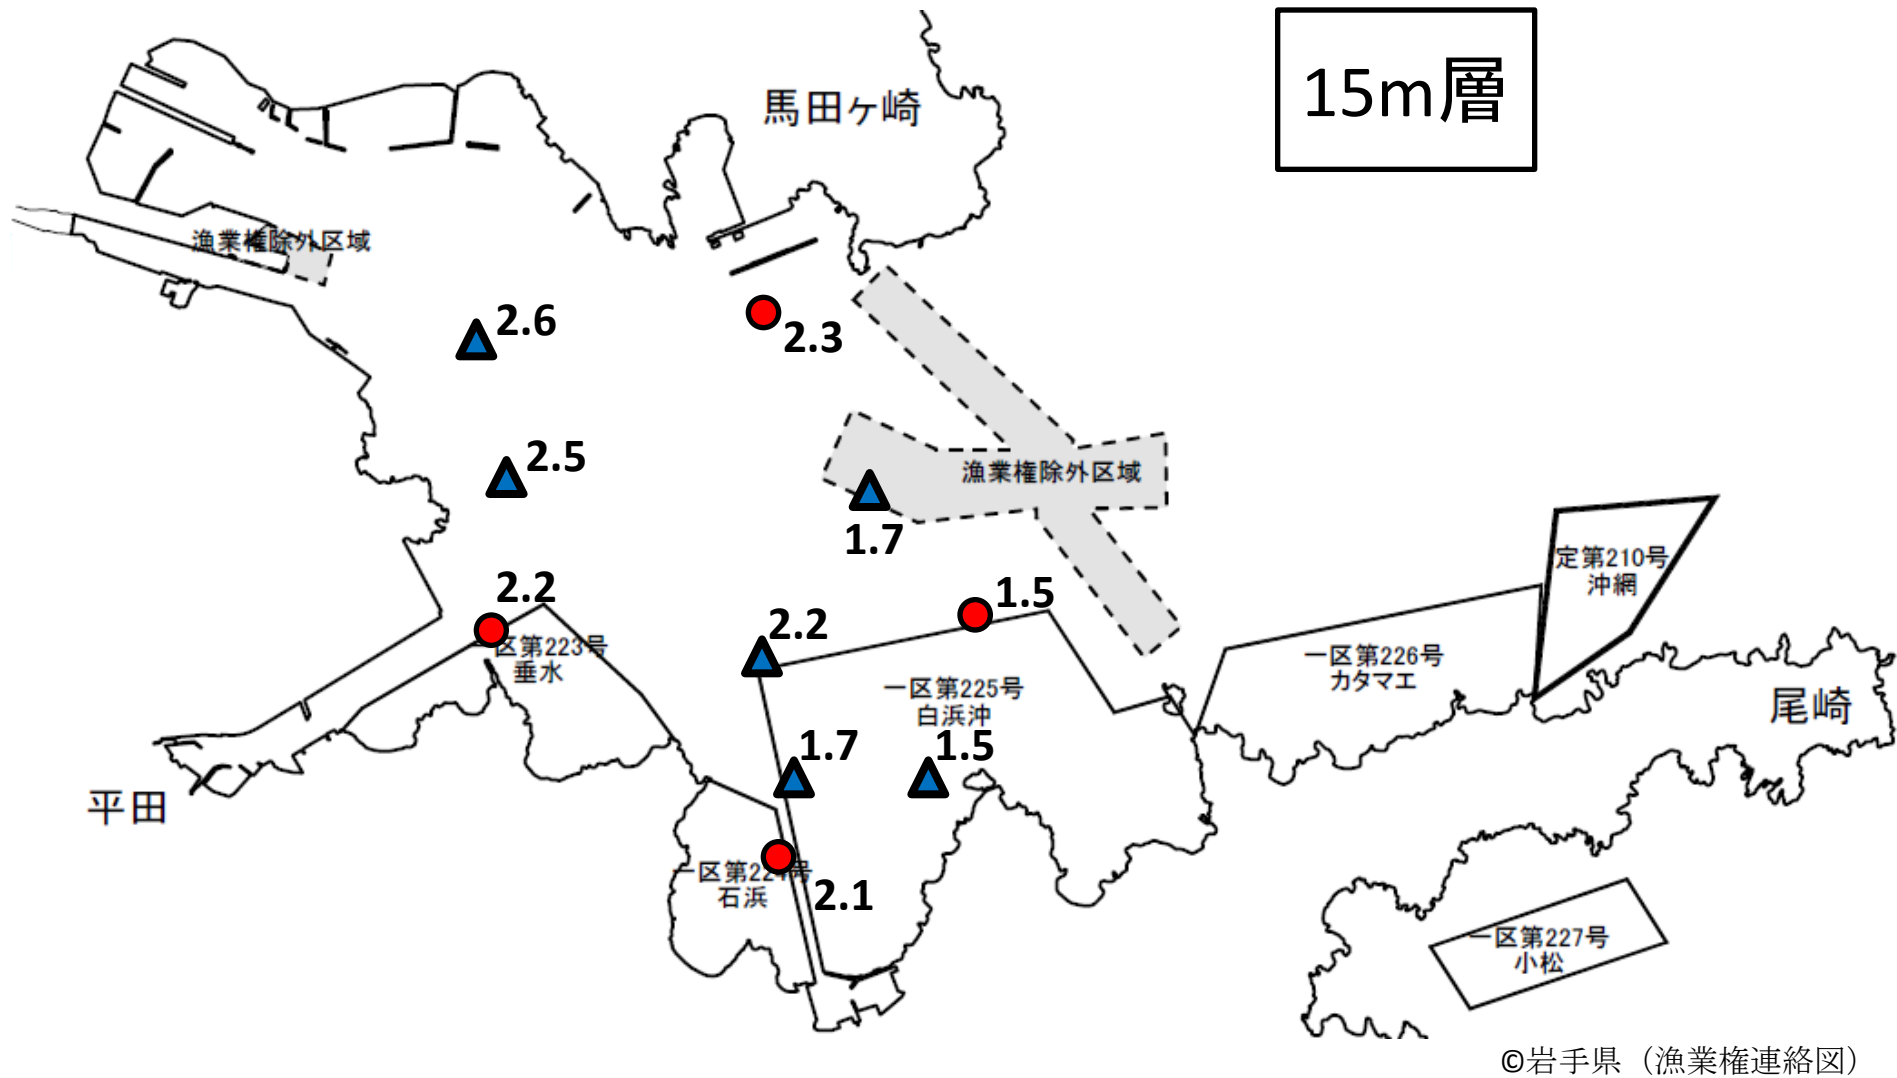 15m層
馬田ヶ崎
漁業権除外区域
2.6
2.3
2.5
漁業権除外区域
1.7
定第210号
沖網
2.2
1.5
2.2
一区第223号
垂水
一区第226号
カタマエ
一区第225号
白浜沖
尾崎
1.7
1.5
平田
一区第224号
石浜
2.1
一区第227号
小松
©岩手県（漁業権連絡図）